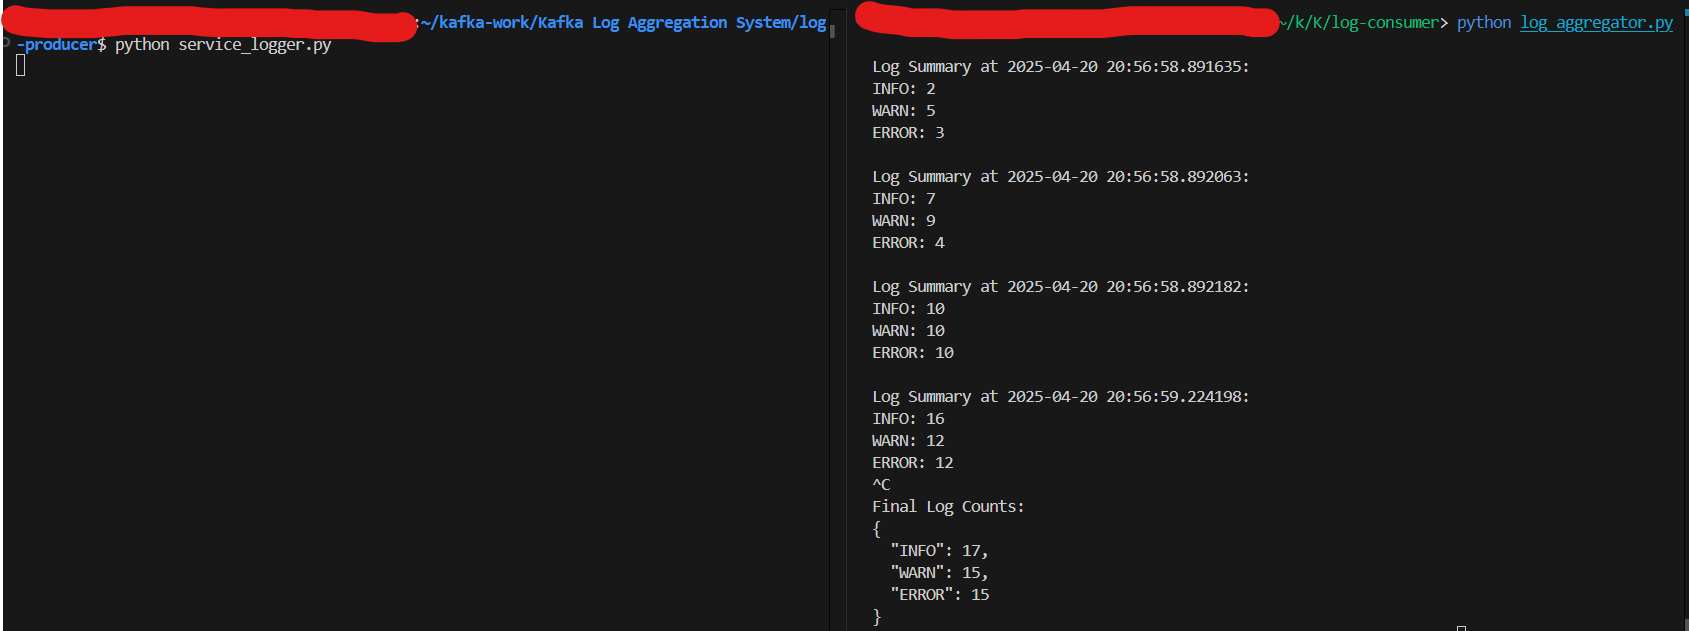 :~/kafka-work/Kafka Log Aggregation System/log
-producer$ python service_logger.py
~/k/K/log-consumer> python log_aggregator.py
Log Summary at 2025-04-20 20:56:58.891635:
INFO: 2
WARN: 5
ERROR: 3
Log Summary at 2025-04-20 20:56:58.892063:
INFO: 7
WARN: 9
ERROR: 4
Log Summary at 2025-04-20 20:56:58.892182:
INFO: 10
WARN: 10
ERROR: 10
Log Summary at 2025-04-20 20:56:59.224198:
INFO: 16
WARN: 12
ERROR: 12
^C
Final Log Counts:
{
  "INFO": 17,
  "WARN": 15,
  "ERROR": 15
}